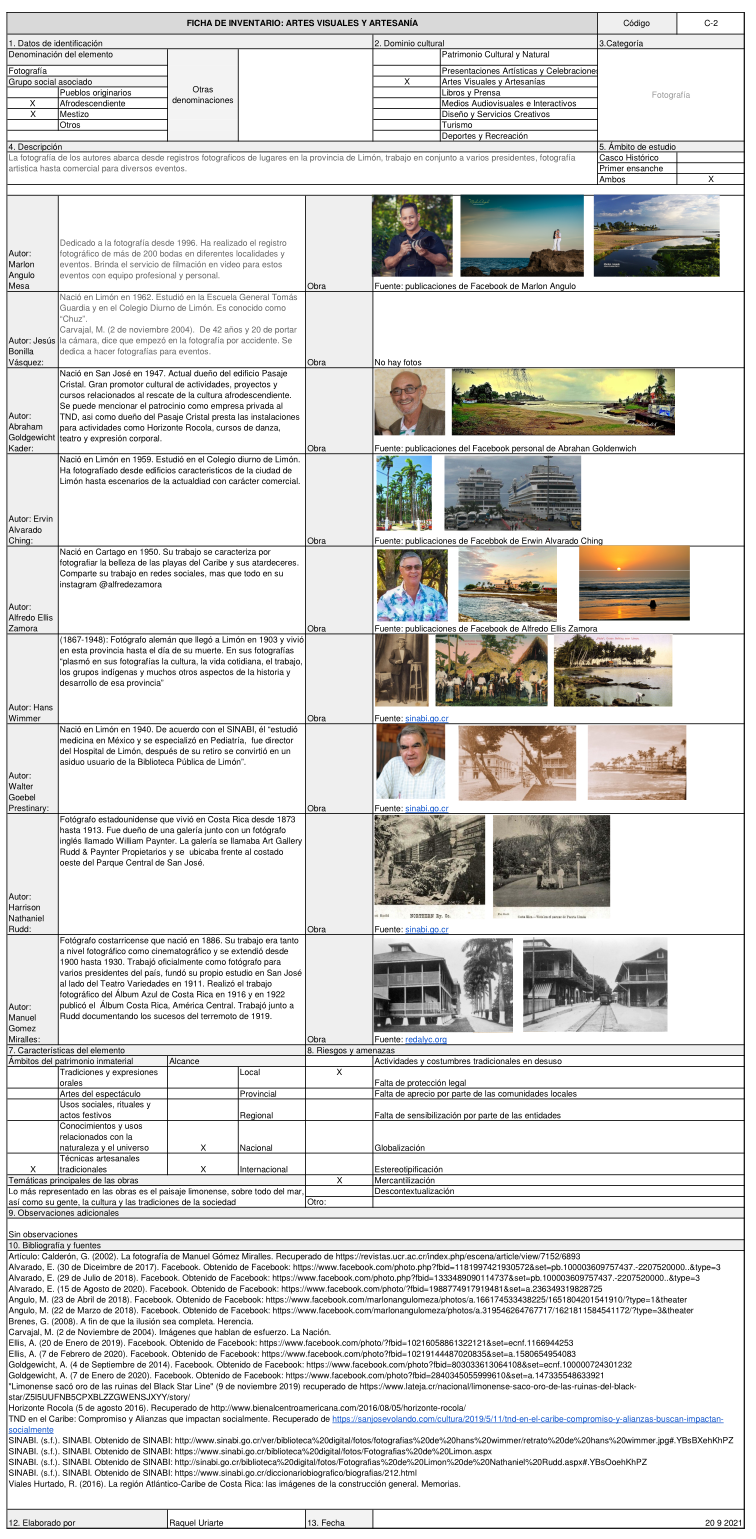 FICHA DE INVENTARIO: ARTES VISUALES Y ARTESANÍA
Código
C-2
1. Datos de identificación
2. Dominio cultural
3.Categoría
Denominación del elemento
Patrimonio Cultural y Natural
Fotografía
Presentaciones Artísticas y Celebraciones
Grupo social asociado
X
Artes Visuales y Artesanías
Pueblos originarios
Libros y Prensa
X
Afrodescendiente
Medios Audiovisuales e Interactivos
X
Mestizo
Diseño y Servicios Creativos
Otros
Turismo
Deportes y Recreación
Otras
denominaciones
Fotografía
4. Descripción
5. Ámbito de estudio
La fotografía de los autores abarca desde registros fotograficos de lugares en la provincia de Limón, trabajo en conjunto a varios presidentes, fotografía
artistica hasta comercial para diversos eventos.
Casco Histórico
Primer ensanche
Ambos
X
Autor:
Marlon
Angulo
Mesa
Dedicado a la fotografía desde 1996. Ha realizado el registro
fotográfico de más de 200 bodas en diferentes localidades y
eventos. Brinda el servicio de filmación en video para estos
eventos con equipo profesional y personal.
Obra
Fuente: publicaciones de Facebook de Marlon Angulo
Autor: Jesús
Bonilla
Vásquez:
Nació en Limón en 1962. Estudió en la Escuela General Tomás
Guardia y en el Colegio Diurno de Limón. Es conocido como
“Chuz”.
Carvajal, M. (2 de noviembre 2004). De 42 años y 20 de portar
la cámara, dice que empezó en la fotografía por accidente. Se
dedica a hacer fotografías para eventos.
Obra
No hay fotos
Autor:
Abraham
Goldgewicht
Kader:
Nació en San José en 1947. Actual dueño del edificio Pasaje
Cristal. Gran promotor cultural de actividades, proyectos y
cursos relacionados al rescate de la cultura afrodescendiente.
Se puede mencionar el patrocinio como empresa privada al
TND, asi como dueño del Pasaje Cristal presta las instalaciones
para actividades como Horizonte Rocola, cursos de danza,
teatro y expresión corporal.
Obra
Fuente: publicaciones del Facebook personal de Abrahan Goldenwich
Autor: Ervin
Alvarado
Ching:
Nació en Limón en 1959. Estudió en el Colegio diurno de Limón.
Ha fotografíado desde edificios caracteristicos de la ciudad de
Limón hasta escenarios de la actualdiad con carácter comercial.
Obra
Fuente: publicaciones de Facebbok de Erwin Alvarado Ching
Autor:
Alfredo Ellis
Zamora
Nació en Cartago en 1950. Su trabajo se caracteriza por
fotografiar la belleza de las playas del Caribe y sus atardeceres.
Comparte su trabajo en redes sociales, mas que todo en su
instagram @alfredezamora
Obra
Fuente: publicaciones de Facebook de Alfredo Ellis Zamora
Autor: Hans
Wimmer
(1867-1948): Fotógrafo alemán que llegó a Limón en 1903 y vivió
en esta provincia hasta el día de su muerte. En sus fotografías
“plasmó en sus fotografías la cultura, la vida cotidiana, el trabajo,
los grupos indígenas y muchos otros aspectos de la historia y
desarrollo de esa provincia”
Obra
Fuente: sinabi.go.cr
Autor:
Walter
Goebel
Prestinary:
Nació en Limón en 1940. De acuerdo con el SINABI, él “estudió
medicina en México y se especializó en Pediatría, fue director
del Hospital de Limón, después de su retiro se convirtió en un
asiduo usuario de la Biblioteca Pública de Limón”.
Obra
Fuente: sinabi.go.cr
Autor:
Harrison
Nathaniel
Rudd:
Fotógrafo estadounidense que vivió en Costa Rica desde 1873
hasta 1913. Fue dueño de una galería junto con un fotógrafo
inglés llamado William Paynter. La galería se llamaba Art Gallery
Rudd & Paynter Propietarios y se ubicaba frente al costado
oeste del Parque Central de San José.
NORTHERN Ry. Co.
Obra
Fuente: sinabi.go.cr
Autor:
Manuel
Gomez
Miralles:
Fotógrafo costarricense que nació en 1886. Su trabajo era tanto
a nivel fotográfico como cinematográfico y se extendió desde
1900 hasta 1930. Trabajó oficialmente como fotógrafo para
varios presidentes del país, fundó su propio estudio en San José
al lado del Teatro Variedades en 1911. Realizó el trabajo
fotográfico del Álbum Azul de Costa Rica en 1916 y en 1922
publicó el Álbum Costa Rica, América Central. Trabajó junto a
Rudd documentando los sucesos del terremoto de 1919.
Obra
Fuente: redalyc.org
7. Características del elemento
8. Riesgos y amenazas
Ámbitos del patrimonio inmaterial
Alcance
Actividades y costumbres tradicionales en desuso
Tradiciones y expresiones
orales
Local
X
Falta de protección legal
Artes del espectáculo
Provincial
Falta de aprecio por parte de las comunidades locales
Usos sociales, rituales y
actos festivos
Regional
Falta de sensibilización por parte de las entidades
Conocimientos y usos
relacionados con la
naturaleza y el universo
X
Nacional
Globalización
X
Técnicas artesanales
tradicionales
X
Internacional
Estereotipificación
Temáticas principales de las obras
X
Mercantilización
Lo más representado en las obras es el paisaje limonense, sobre todo del mar,
así como su gente, la cultura y las tradiciones de la sociedad
Descontextualización
Otro:
9. Observaciones adicionales
Sin observaciones
10. Bibliografía y fuentes
Artículo: Calderón, G. (2002). La fotografía de Manuel Gómez Miralles. Recuperado de https://revistas.ucr.ac.cr/index.php/escena/article/view/7152/6893
Alvarado, E. (30 de Diceimbre de 2017). Facebook. Obtenido de Facebook: https://www.facebook.com/photo.php?fbid=1181997421930572&set=pb.100003609757437.-2207520000..&type=3
Alvarado, E. (29 de Julio de 2018). Facebook. Obtenido de Facebook: https://www.facebook.com/photo.php?fbid=1333489090114737&set=pb.100003609757437.-2207520000..&type=3
Alvarado, E. (15 de Agosto de 2020). Facebook. Obtenido de Facebook: https://www.facebook.com/photo?fbid=1988774917919481&set=a.236349319828725
Angulo, M. (23 de Abril de 2018). Facebook. Obtenido de Facebook: https://www.facebook.com/marlonangulomeza/photos/a.166174533438225/1651804201541910/?type=1&theater
Angulo, M. (22 de Marzo de 2018). Facebook. Obtenido de Facebook: https://www.facebook.com/marlonangulomeza/photos/a.319546264767717/1621811584541172/?type=3&theater
Brenes, G. (2008). A fin de que la ilusión sea completa. Herencia.
Carvajal, M. (2 de Noviembre de 2004). Imágenes que hablan de esfuerzo. La Nación.
Ellis, A. (20 de Enero de 2019). Facebook. Obtenido de Facebook: https://www.facebook.com/photo/?fbid=10216058861322121&set=ecnf.1166944253
Ellis, A. (7 de Febrero de 2020). Facebook. Obtenido de Facebook: https://www.facebook.com/photo?fbid=10219144487020835&set=a.1580654954083
Goldgewicht, A. (4 de Septiembre de 2014). Facebook. Obtenido de Facebook: https://www.facebook.com/photo?fbid=803033613064108&set=ecnf.100000724301232
Goldgewicht, A. (7 de Enero de 2020). Facebook. Obtenido de Facebook: https://www.facebook.com/photo?fbid=2840345055999610&set=a.147335548633921
"Limonense sacó oro de las ruinas del Black Star Line" (9 de noviembre 2019) recuperado de https://www.lateja.cr/nacional/limonense-saco-oro-de-las-ruinas-del-black-
star/Z5I5UUFNB5CPXBLZZGWENSJXYY/story/
Horizonte Rocola (5 de agosto 2016). Recuperado de http://www.bienalcentroamericana.com/2016/08/05/horizonte-rocola/
TND en el Caribe: Compromiso y Alianzas que impactan socialmente. Recuperado de https://sanjosevolando.com/cultura/2019/5/11/tnd-en-el-caribe-compromiso-y-alianzas-buscan-impactan-
socialmente
SINABI. (s.f.). SINABI. Obtenido de SINABI: http://www.sinabi.go.cr/ver/biblioteca%20digital/fotos/fotografias%20de%20hans%20wimmer/retrato%20de%20hans%20wimmer.jpg#.YBsBXehKhPZ
SINABI. (s.f.). SINABI. Obtenido de SINABI: https://www.sinabi.go.cr/biblioteca%20digital/fotos/Fotografias%20de%20Limon.aspx
SINABI. (s.f.). SINABI. Obtenido de SINABI: http://sinabi.go.cr/biblioteca%20digital/fotos/Fotografias%20de%20Limon%20de%20Nathaniel%20Rudd.aspx#.YBsOoehKhPZ
SINABI. (s.f.). SINABI. Obtenido de SINABI: https://www.sinabi.go.cr/diccionariobiografico/biografias/212.html
Viales Hurtado, R. (2016). La región Atlántico-Caribe de Costa Rica: las imágenes de la construcción general. Memorias.
12. Elaborado por
Raquel Uriarte
13. Fecha
20 9 2021